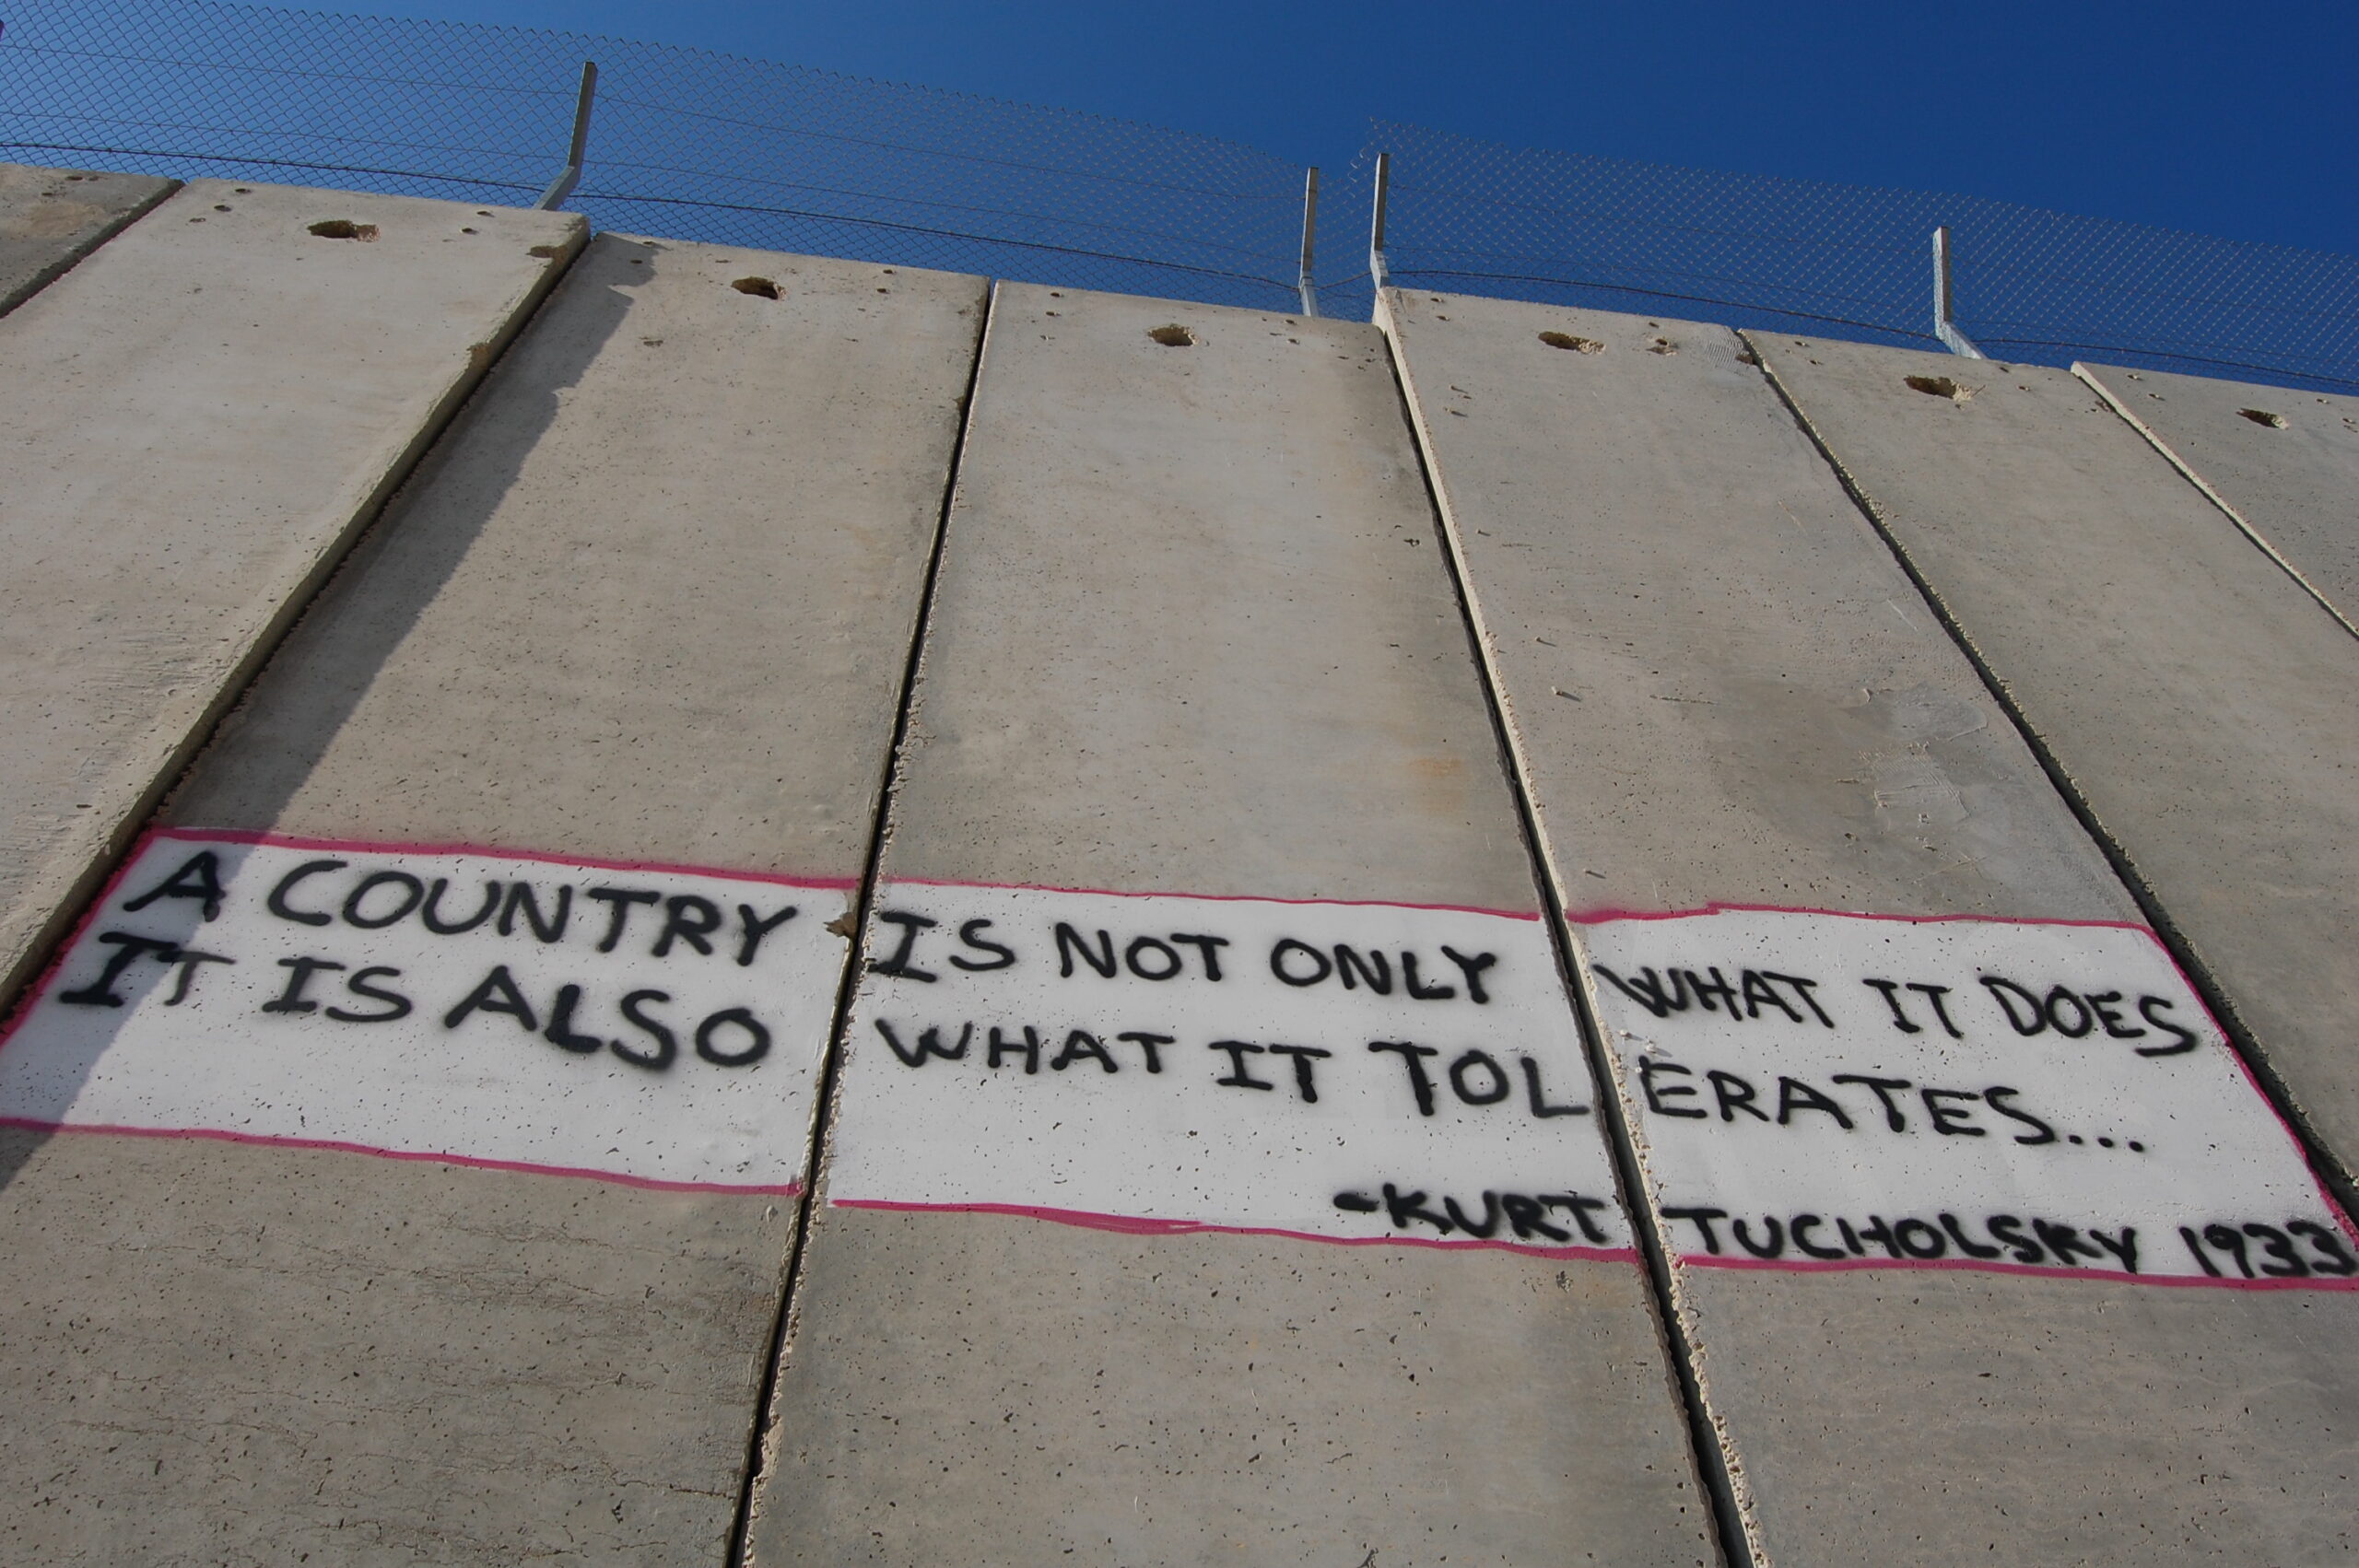 A COUNTRY IS NOT ONLY WHAT IT DOES
IT IS ALSO WHAT IT TOLERATES...
-KURT TUCHOLSKY 1933